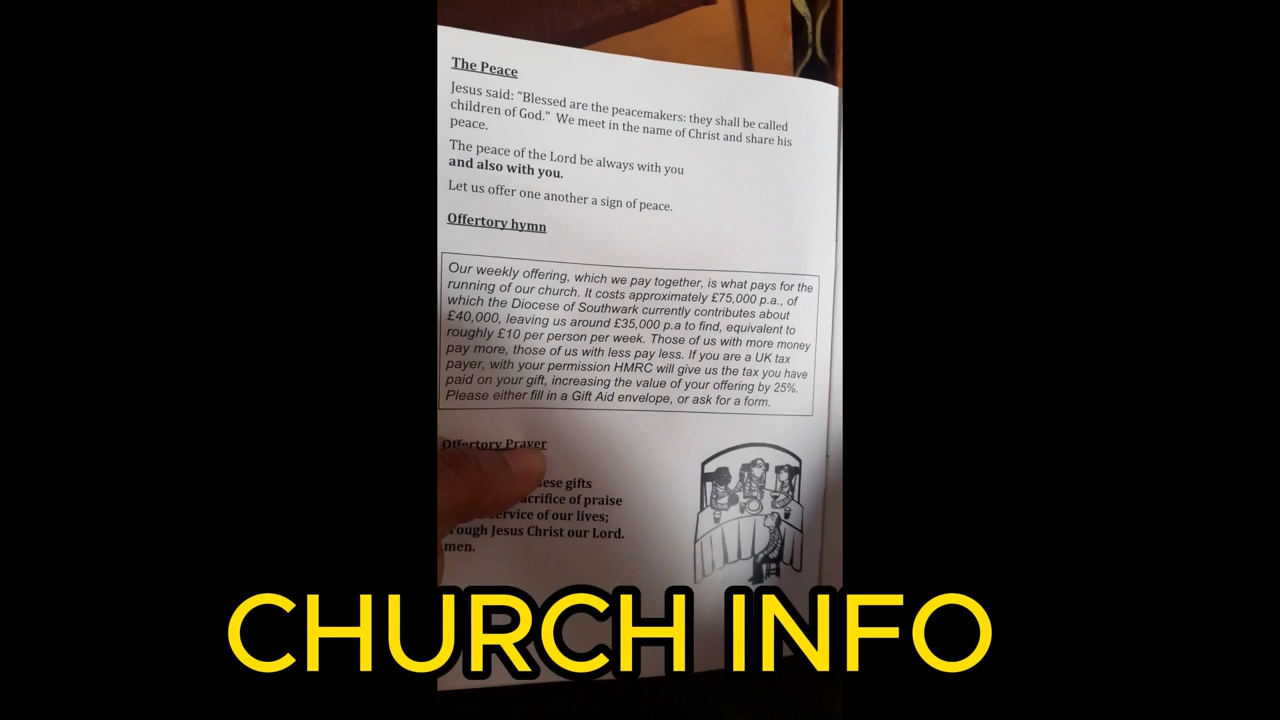 The Peace
Jesus said: “Blessed are the peacemakers: they shall be called
children of God.” We meet in the name of Christ and share his
peace.
The peace of the Lord be always with you
and also with you.
Let us offer one another a sign of peace.
Offertory hymn
Our weekly offering, which we pay together, is what pays for the
running of our church. It costs approximately £75,000 p.a., of
which the Diocese of Southwark currently contributes about
£40,000, leaving us around £35,000 p.a to find, equivalent to
roughly £10 per person per week. Those of us with more money
pay more, those of us with less pay less. If you are a UK tax
payer, with your permission HMRC will give us the tax you have
paid on your gift, increasing the value of your offering by 25%.
Please either fill in a Gift Aid envelope, or ask for a form.
Offertory Prayer
gifts
of praise
of our lives;
Jesus Christ our Lord.
CHURCH INFO